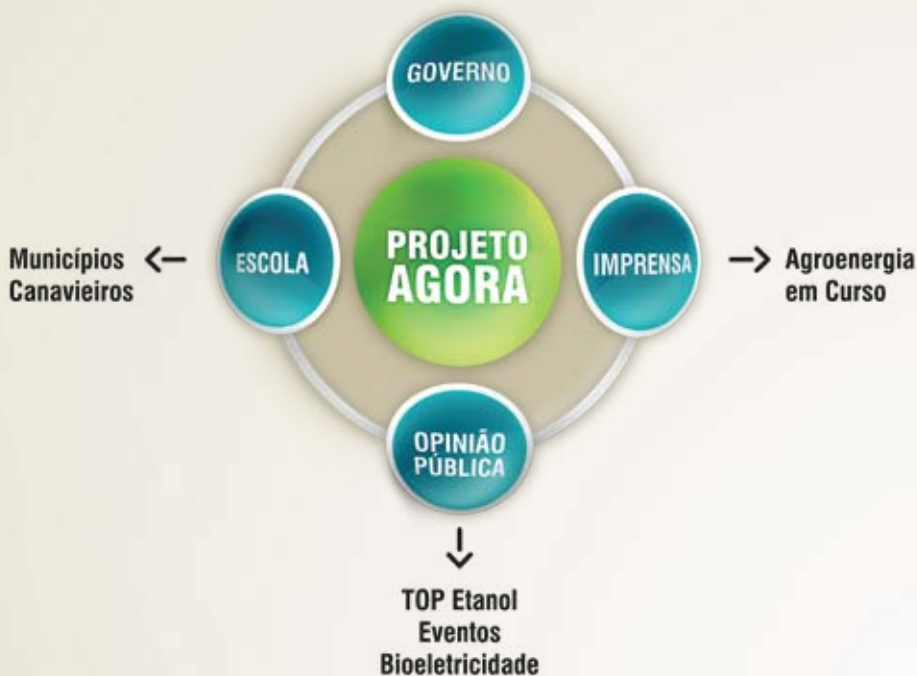 GOVERNO
Municípios
Canavieiros
ESCOLA
PROJETO
AGORA
IMPRENSA
Agroenergia
em Curso
OPINIÃO
PÚBLICA
TOP Etanol
Eventos
Bioeletricidade